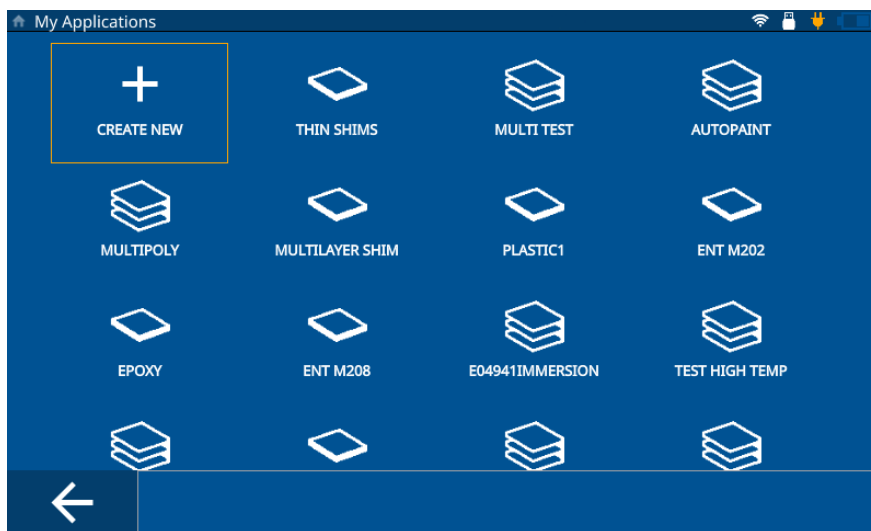 My Applications
CREATE NEW
THIN SHIMS
MULTI TEST
AUTOPAINT
MULTIPOLY
MULTILAYER SHIM
PLASTIC1
ENT M202
EPOXY
ENT M208
E04941IMMERSION
TEST HIGH TEMP